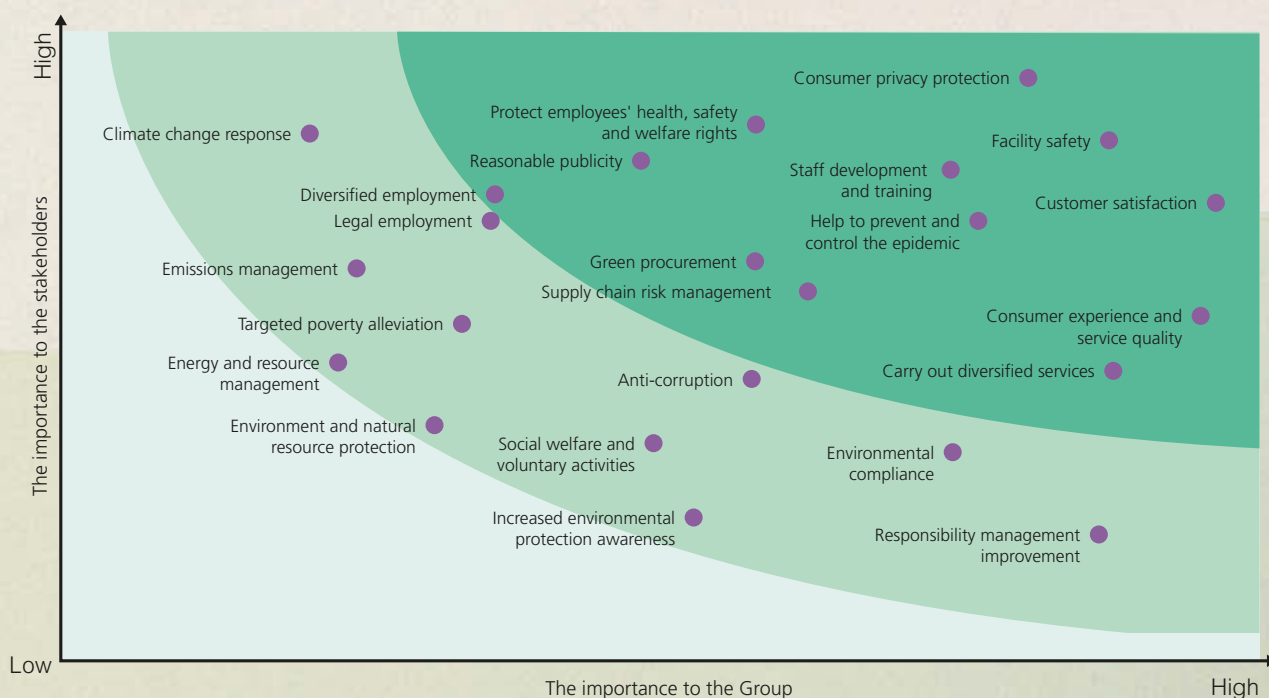 High
The importance to the stakeholders
Consumer privacy protection
Protect employees' health, safety
and welfare rights
Climate change response
Facility safety
Reasonable publicity
Staff development
and training
Diversified employment
Customer satisfaction
Legal employment
Help to prevent and
control the epidemic
Green procurement
Emissions management
Supply chain risk management
Consumer experience and
service quality
Targeted poverty alleviation
Energy and resource
management
Carry out diversified services
Anti-corruption
Environment and natural
resource protection
Social welfare and
voluntary activities
Environmental
compliance
Increased environmental
protection awareness
Responsibility management
improvement
Low
The importance to the Group
High